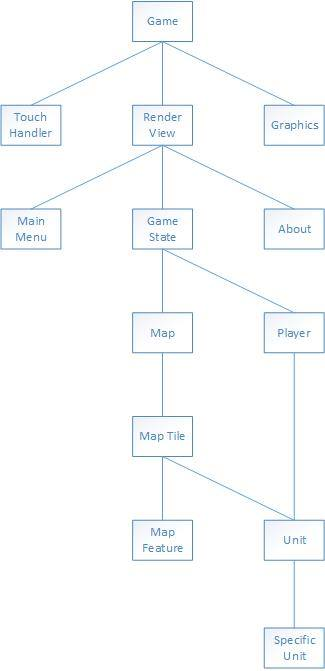 Game
Touch
Handler
Render
View
Graphics
Main
Menu
Game
State
About
Map
Player
Map Tile
Map
Feature
Unit
Specific
Unit